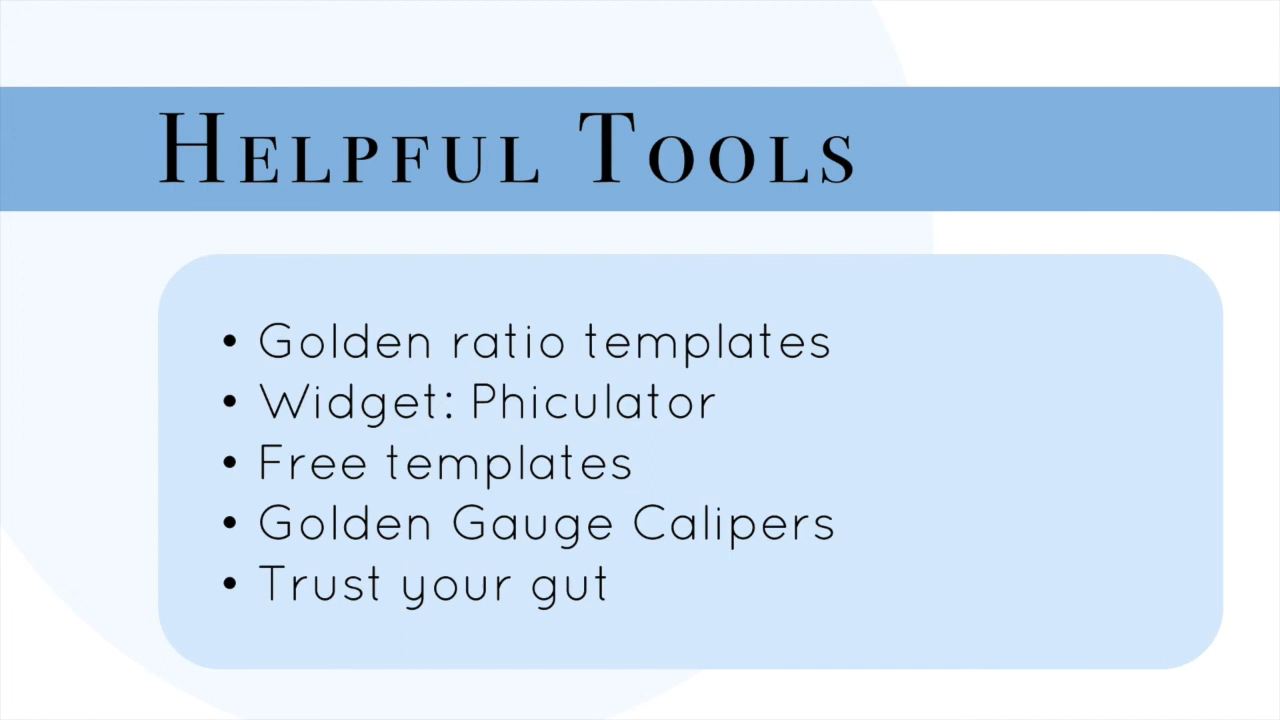 Helpful Tools
• Golden ratio templates
• Widget: Phiculator
• Free templates
• Golden Gauge Calipers
• Trust your gut